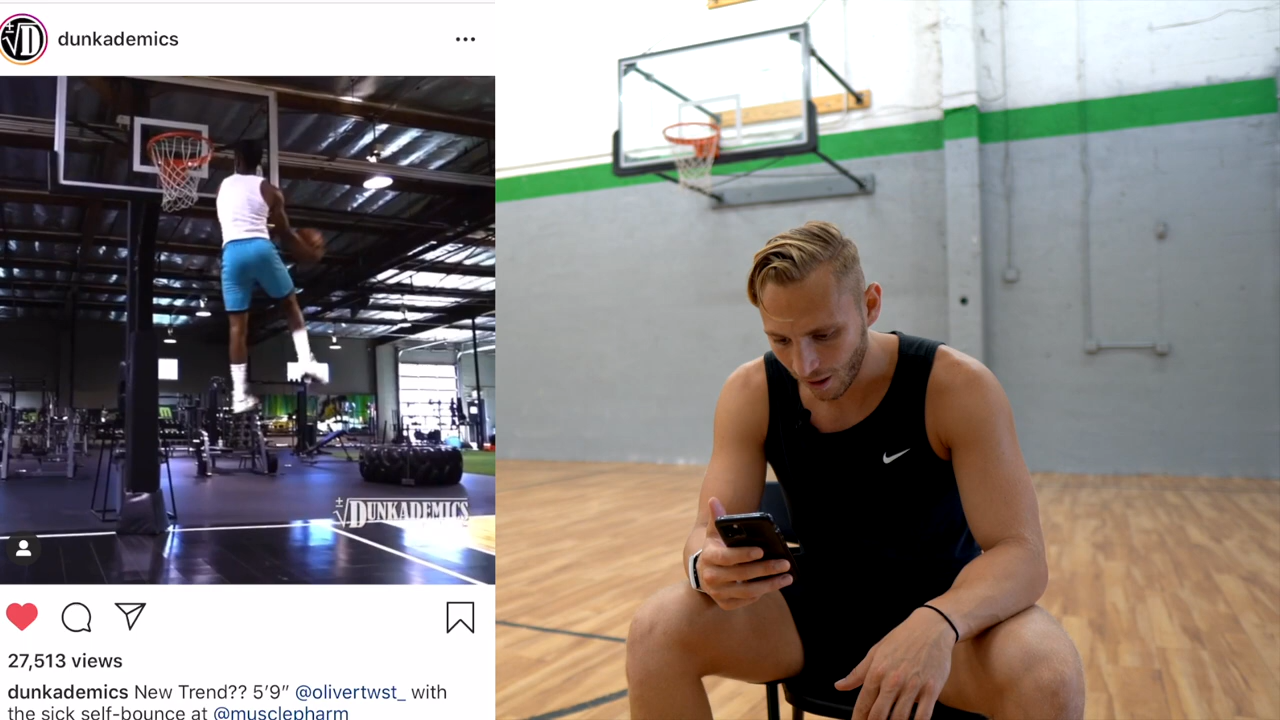 ±√D
dunkademics
±√DUNKADEMICS
27,513 views
dunkademics New Trend?? 5’9” @olivertwst_ with
the sick self-bounce at @musclepharm